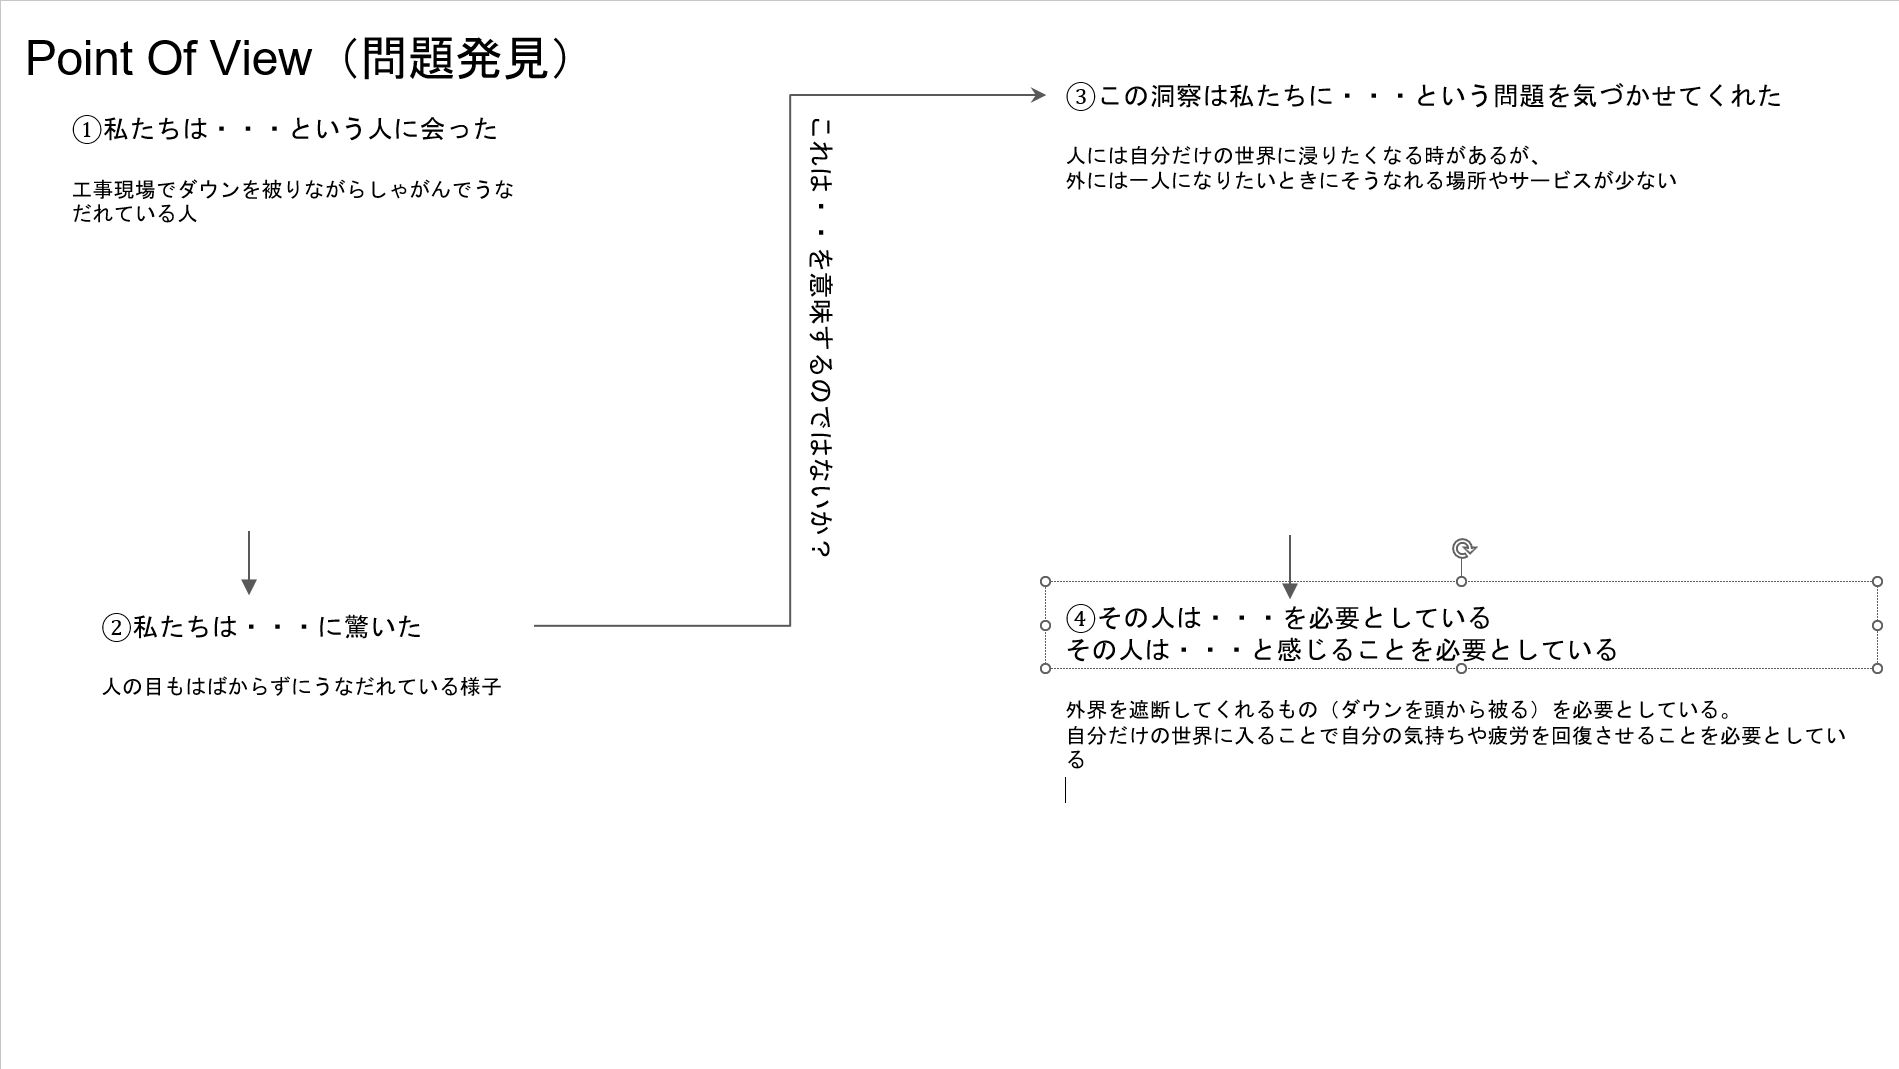 Point Of View（問題発見）
①私たちは・・・という人に会った
工事現場でダウンを被りながらしゃがんでうな
だれている人
②私たちは・・・に驚いた
人の目もはばからずにうなだれている様子
これは・・を意味するのではないか？
③この洞察は私たちに・・・という問題を気づかせてくれた
人には自分だけの世界に浸りたくなる時があるが、
外には一人になりたいときにそうなれる場所やサービスが少ない
④その人は・・・を必要としている
その人は・・・と感じることを必要としている
外界を遮断してくれるもの（ダウンを頭から被る）を必要としている。
自分だけの世界に入ることで自分の気持ちや疲労を回復させることを必要としてい
る